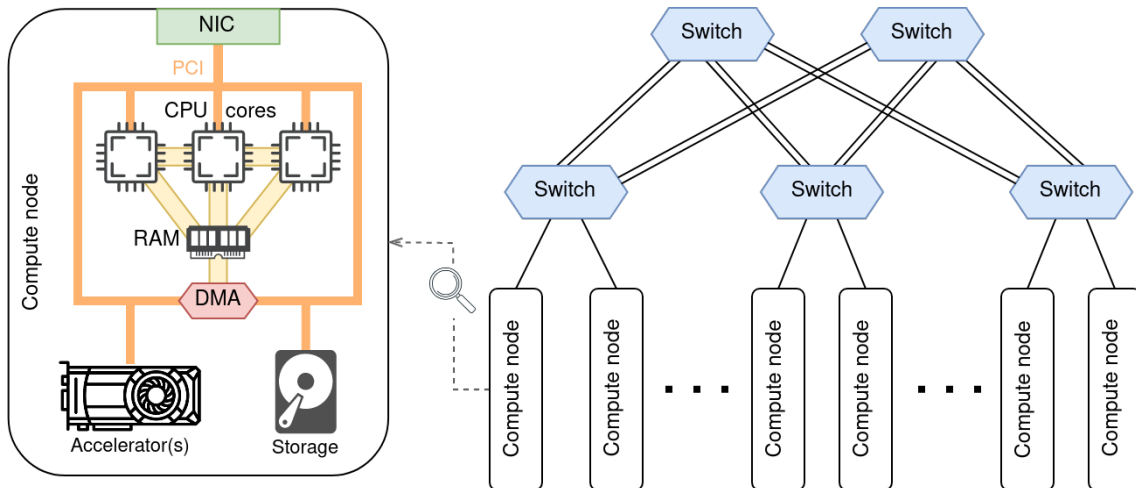 NIC
PCI
CPU cores
RAM
DMA
Compute node
Accelerator(s)
Storage
Switch
Switch
Switch
Switch
Switch
Compute node
Compute node
Compute node
Compute node
Compute node
Compute node